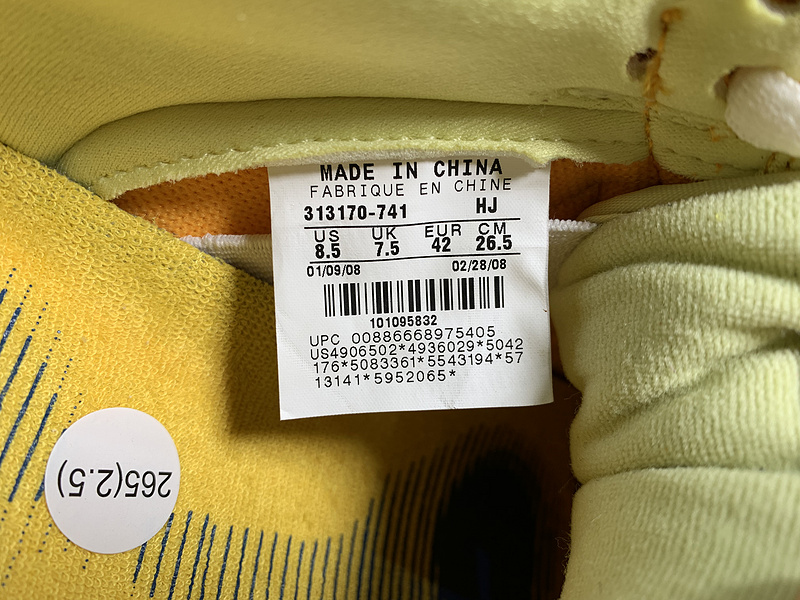 MADE IN CHINA
FABRIQUE EN CHINE
313170-741 HJ
US UK EUR CM
8.5 7.5 42 26.5
01/09/08 02/28/08
101095832
UPC 00886668975405
US4906502*4936029*5042
176*5083361*5543194*57
13141*5952065*
265(2.5)